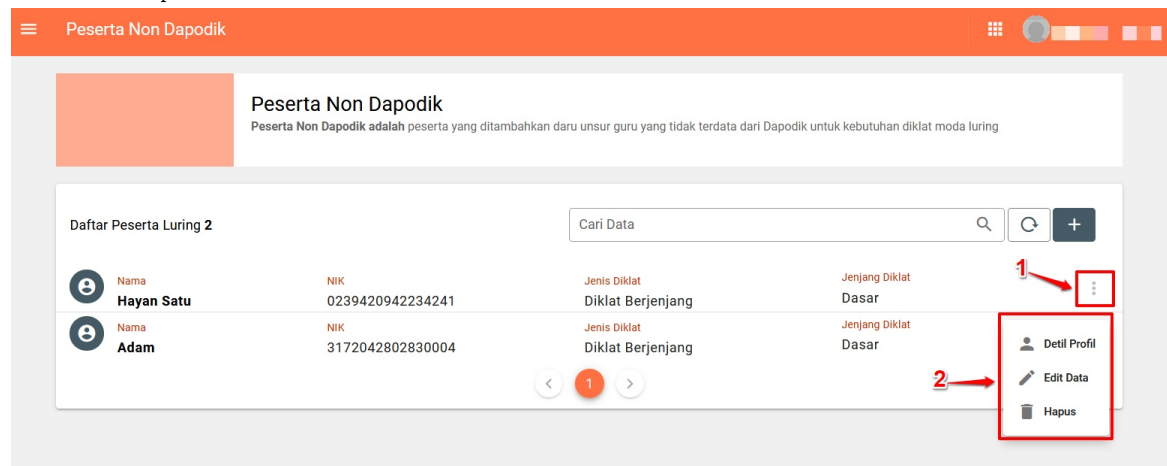 Peserta Non Dapodik
Peserta Non Dapodik
Peserta Non Dapodik adalah peserta yang ditambahkan daru unsur guru yang tidak terdata dari Dapodik untuk kebutuhan diklat moda luring
Daftar Peserta Luring 2
Cari Data
+
1
Nama NIK Jenis Diklat Jenjang Diklat
Hayan Satu 0239420942234241 Diklat Berjenjang Dasar
Nama NIK Jenis Diklat Jenjang Diklat
Adam 3172042802830004 Diklat Berjenjang Dasar
Detil Profil
< 1 >
2
Edit Data
Hapus